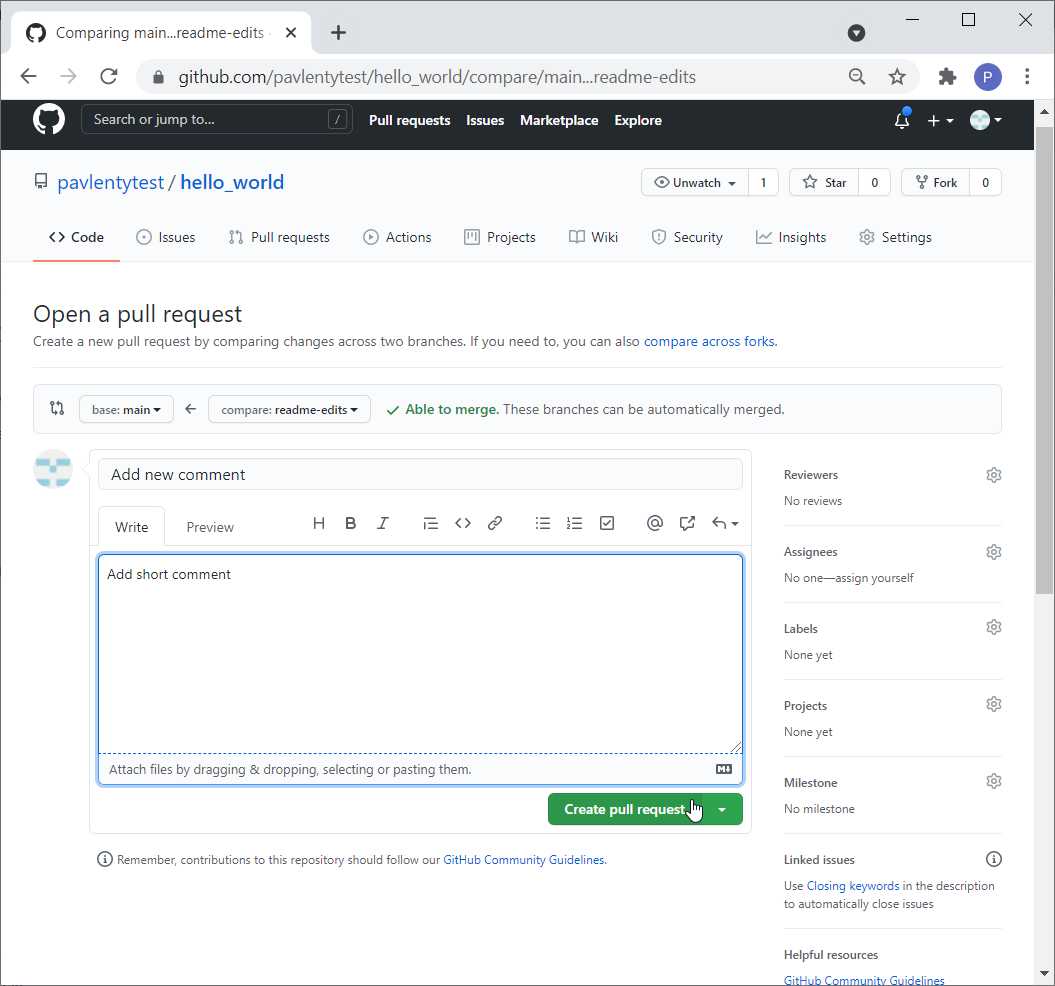 Comparing main...readme-edits
github.com/pavlentytest/hello_world/compare/main...readme-edits
P
Search or jump to...
/
Pull requests Issues Marketplace Explore
pavlentytest / hello_world
Unwatch 1 Star 0 Fork 0
Code Issues Pull requests Actions Projects Wiki Security Insights Settings
Open a pull request
Create a new pull request by comparing changes across two branches. If you need to, you can also compare across forks.
base: main compare: readme-edits Able to merge. These branches can be automatically merged.
Add new comment
Write Preview
Add short comment
Attach files by dragging & dropping, selecting or pasting them.
Create pull request
Remember, contributions to this repository should follow our GitHub Community Guidelines.
Reviewers
No reviews
Assignees
No one—assign yourself
Labels
None yet
Projects
None yet
Milestone
No milestone
Linked issues
Use Closing keywords in the description
to automatically close issues
Helpful resources
GitHub Community Guidelines